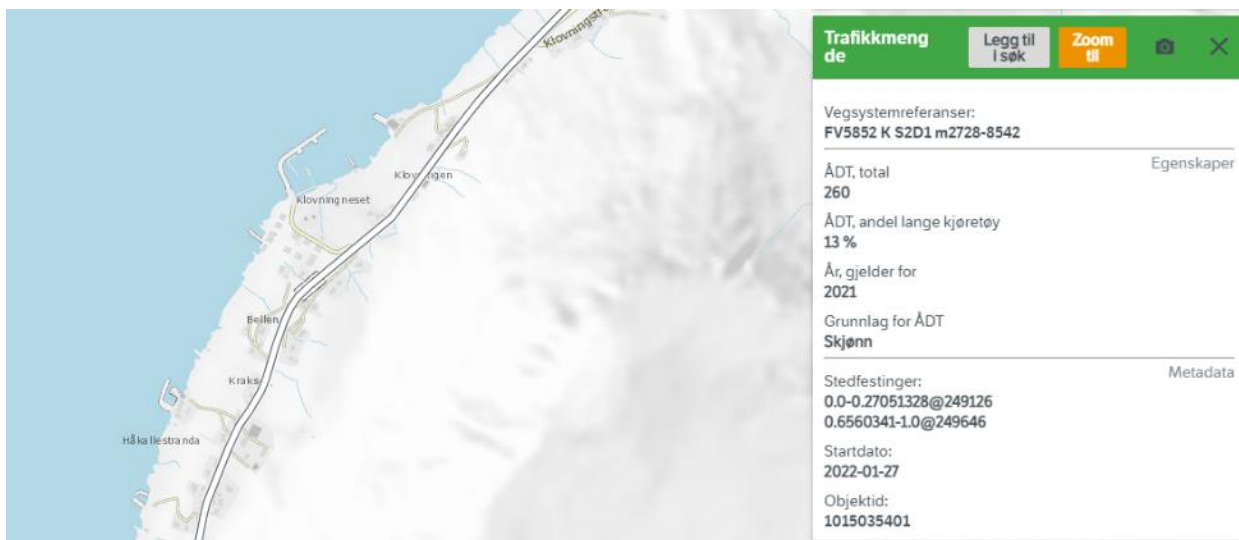 Klovningstr
Klovningen
Klovningneset
Beilen
Kraks
Håkallestranda
Trafikkmeng
de
Legg til
i søk
Zoom
til
Vegsystemreferanser:
FV5852 K S2D1 m2728-8542
Egenskaper
ÅDT, total
260
ÅDT, andel lange kjøretøy
13 %
År, gjelder for
2021
Grunnlag for ÅDT
Skjønn
Metadata
Stedfestinger:
0.0-0.27051328@249126
0.6560341-1.0@249646
Startdato:
2022-01-27
Objektid:
1015035401